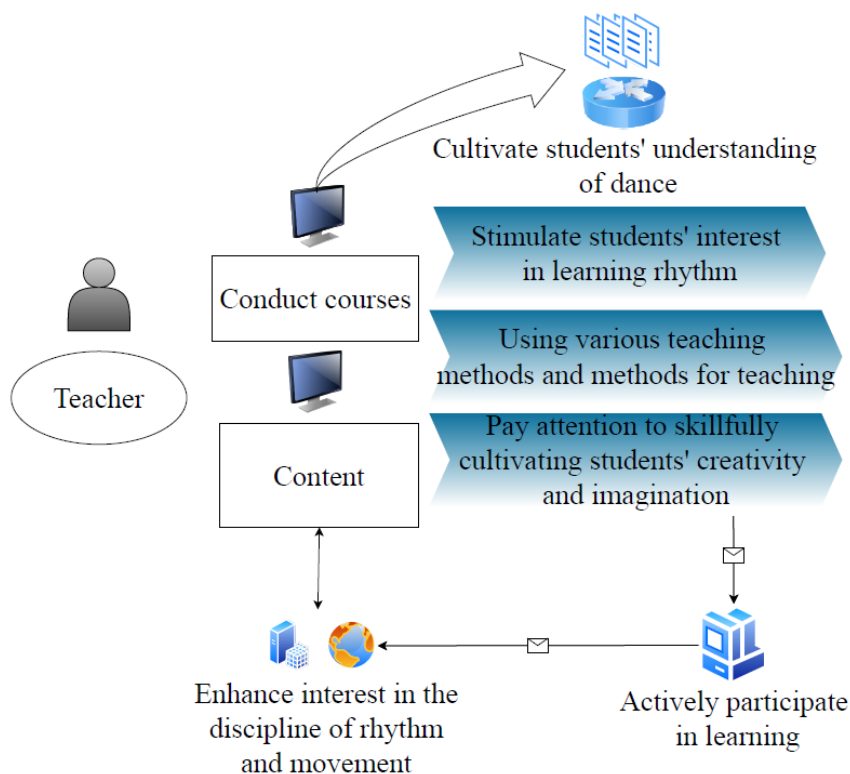 Cultivate students' understanding
of dance
Stimulate students' interest
in learning rhythm
Conduct courses
Using various teaching
methods and methods for teaching
Teacher
Pay attention to skillfully
cultivating students' creativity
and imagination
Content
Enhance interest in the
discipline of rhythm
and movement
Actively participate
in learning